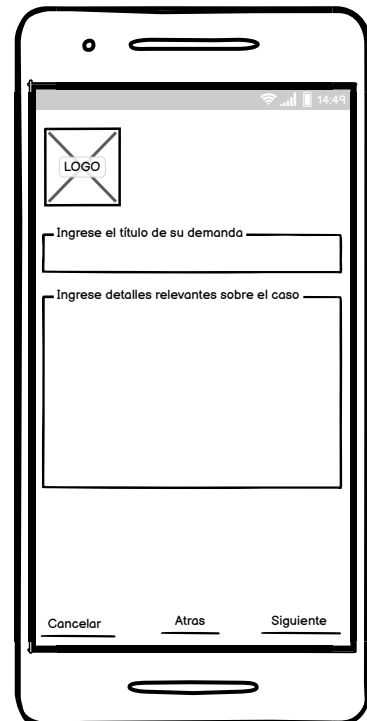 14:49
LOGO
Ingrese el título de su demanda
Ingrese detalles relevantes sobre el caso
Cancelar
Atras
Siguiente